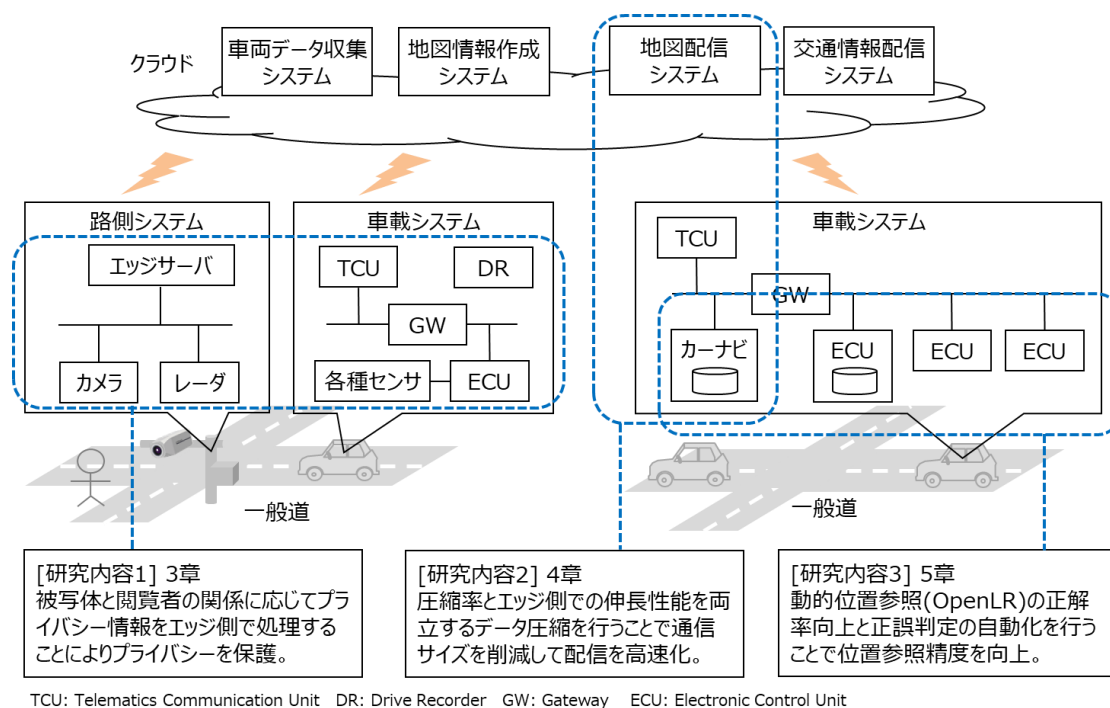 クラウド
車両データ収集
システム
地図情報作成
システム
地図配信
システム
交通情報配信
システム
路側システム
エッジサーバ
カメラ
レーダ
車載システム
TCU
DR
GW
各種センサ
ECU
車載システム
TCU
GW
カーナビ
ECU
ECU
ECU
一般道
一般道
[研究内容1] 3章
被写体と閲覧者の関係に応じてプラ
イバシー情報をエッジ側で処理する
ことによりプライバシーを保護。
[研究内容2] 4章
圧縮率とエッジ側での伸長性能を両
立するデータ圧縮を行うことで通信
サイズを削減して配信を高速化。
[研究内容3] 5章
動的位置参照(OpenLR)の正解
率向上と正誤判定の自動化を行う
ことで位置参照精度を向上。
TCU: Telematics Communication Unit DR: Drive Recorder GW: Gateway ECU: Electronic Control Unit